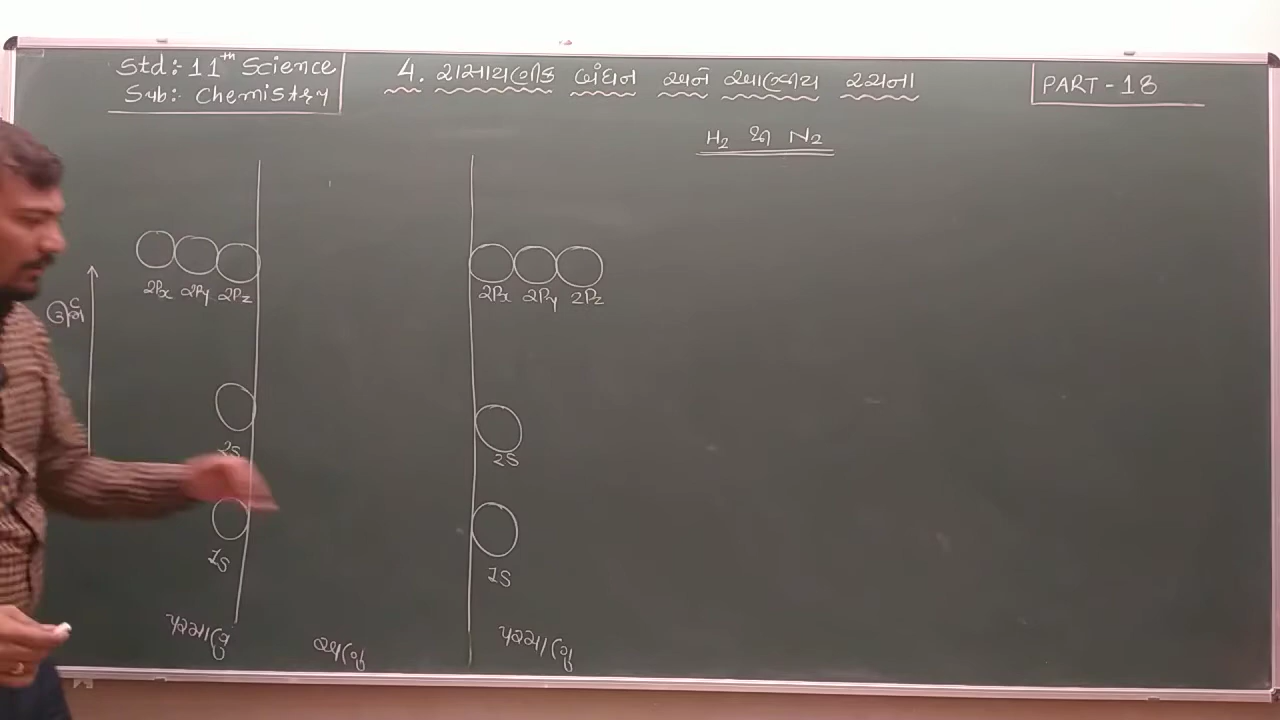 Std:- 11th Science
Sub:- Chemistry
4. રાસાયણીક બંધન અને આણ્વીય રચના
PART - 18
H2 થી N2
2Px 2Py 2Pz
2Px 2Py 2Pz
ઊર્જા
2S
2S
1S
1S
પરમાણુ
અણુ
પરમાણુ